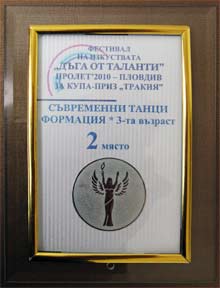 ФЕСТИВАЛ
НА ИЗКУСТВАТА
„ДЪГА ОТ ТАЛАНТИ”
ПРОЛЕТ’2010 – ПЛОВДИВ
ЗА КУПА-ПРИЗ „ТРАКИЯ”
СЪВРЕМЕННИ ТАНЦИ
ФОРМАЦИЯ * 3-та възраст
2 място